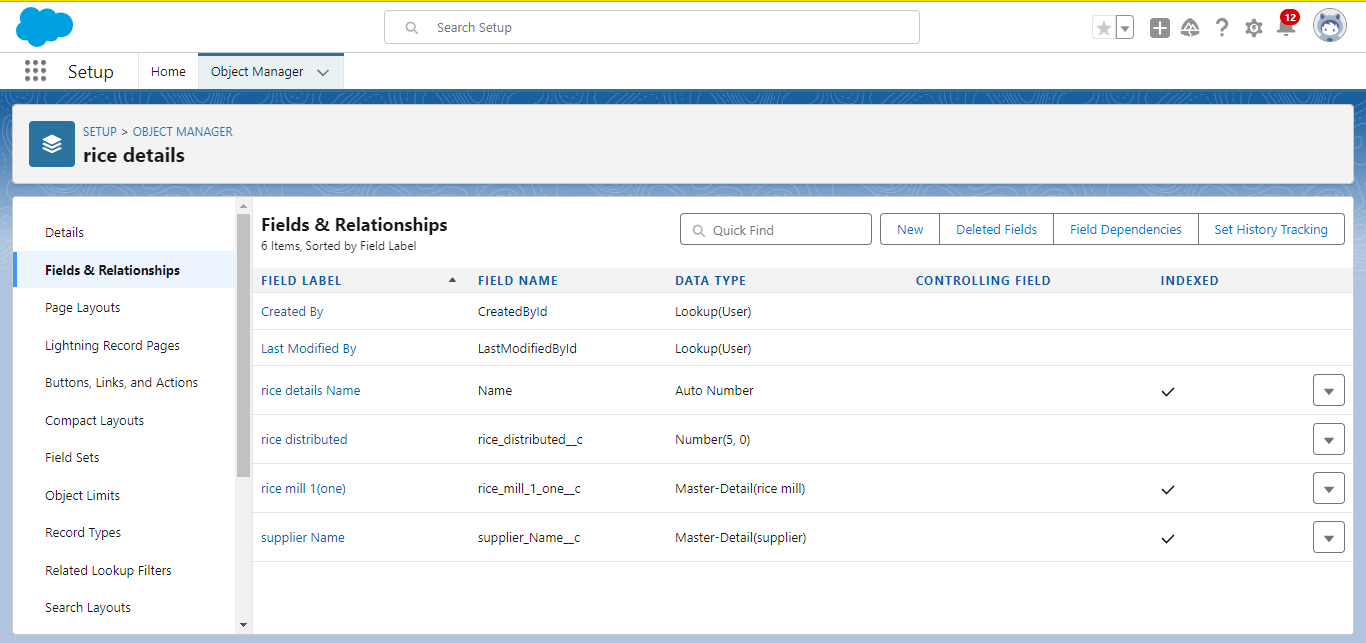 Search Setup
12
Setup
Home
Object Manager
SETUP > OBJECT MANAGER
rice details
Details
Fields & Relationships
Page Layouts
Lightning Record Pages
Buttons, Links, and Actions
Compact Layouts
Field Sets
Object Limits
Record Types
Related Lookup Filters
Search Layouts
Fields & Relationships
6 Items, Sorted by Field Label
Quick Find
New
Deleted Fields
Field Dependencies
Set History Tracking
FIELD LABEL FIELD NAME DATA TYPE CONTROLLING FIELD INDEXED
Created By CreatedById Lookup(User)
Last Modified By LastModifiedById Lookup(User)
rice details Name Name Auto Number
rice distributed rice_distributed__c Number(5, 0)
rice mill 1(one) rice_mill_1_one__c Master-Detail(rice mill)
supplier Name supplier_Name__c Master-Detail(supplier)